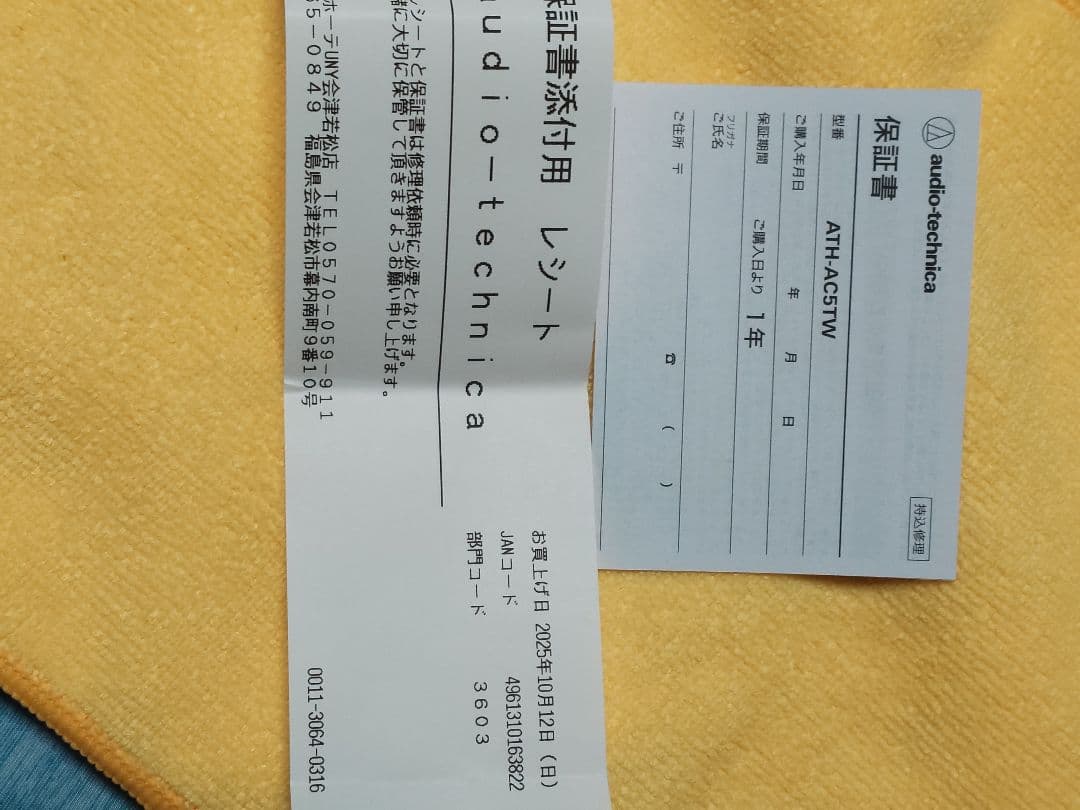 保証書添付用 レシート
audio-technica
レシートと保証書は修理依頼時に必要となります。
緒に大切に保管して頂きますようお願い申し上げます。
ホーテUNY会津若松店 TEL0570-059-911
65-0849 福島県会津若松市幕内南町9番10号
お買上げ日 2025年10月12日(日)
JANコード 4961310163822
部門コード 3603
0011-3064-0316
audio-technica
持込修理
保証書
型番 ATH-AC5TW
ご購入年月日 年 月 日
保証期間 ご購入日より 1年
フリガナ
ご氏名
ご住所 〒
☎ ( )